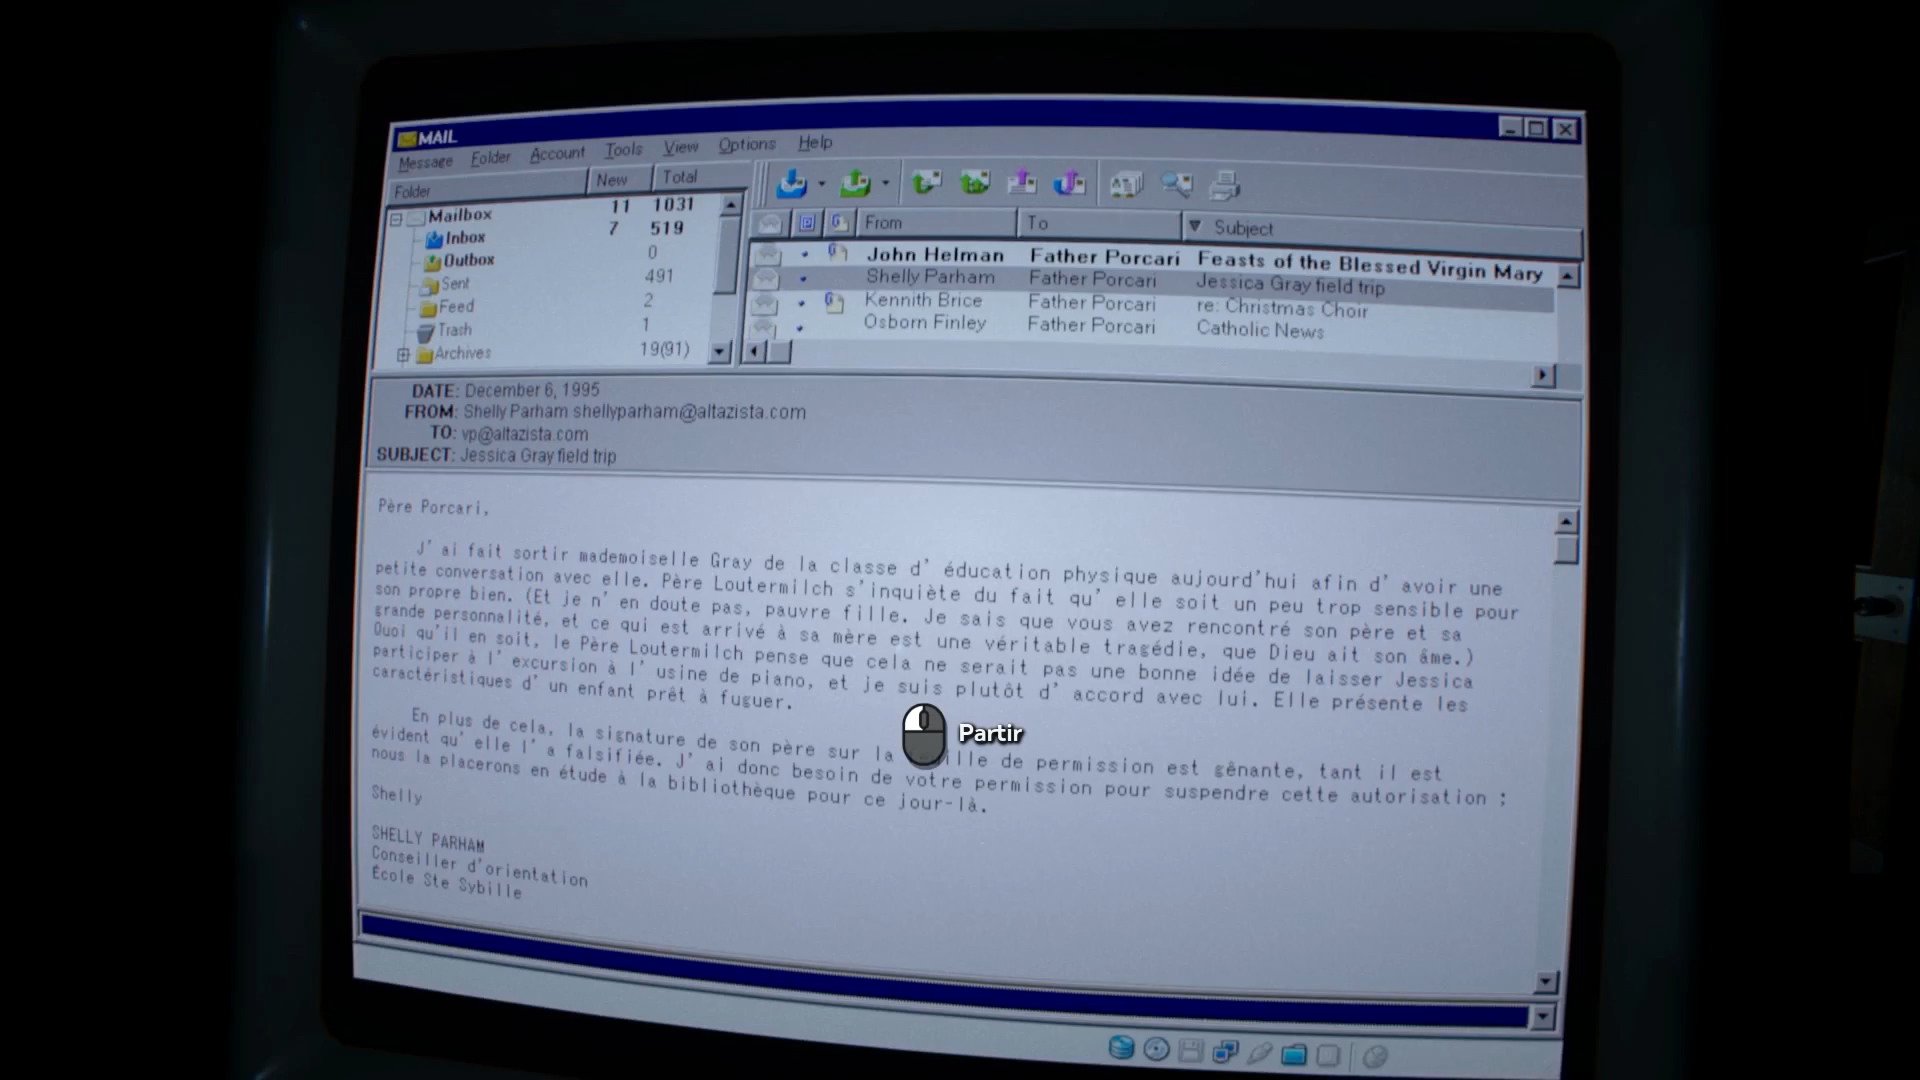 MAIL
Message Folder Account Tools View Options Help
Folder New Total
Mailbox 11 1031
Inbox 7 519
Outbox 0
Sent 491
Feed 2
Trash 1
Archives 19(91)
From To Subject
John Helman Father Porcari Feasts of the Blessed Virgin Mary
Shelly Parham Father Porcari Jessica Gray field trip
Kennith Brice Father Porcari re: Christmas Choir
Osborn Finley Father Porcari Catholic News
DATE: December 6, 1995
FROM: Shelly Parham shellyparham@altazista.com
TO: vp@altazista.com
SUBJECT: Jessica Gray field trip
Père Porcari,
J'ai fait sortir mademoiselle Gray de la classe d'éducation physique aujourd'hui afin d'avoir une
petite conversation avec elle. Père Loutermilch s'inquiète du fait qu'elle soit un peu trop sensible pour
son propre bien. (Et je n'en doute pas, pauvre fille. Je sais que vous avez rencontré son père et sa
grande personnalité, et ce qui est arrivé à sa mère est une véritable tragédie, que Dieu ait son âme.)
Quoi qu'il en soit, le Père Loutermilch pense que cela ne serait pas une bonne idée de laisser Jessica
participer à l'excursion à l'usine de piano, et je suis plutôt d'accord avec lui. Elle présente les
caractéristiques d'un enfant prêt à fuguer.
En plus de cela, la signature de son père sur la de permission est gênante, tant il est
évident qu'elle l'a falsifiée. J'ai donc besoin de votre permission pour suspendre cette autorisation ;
nous la placerons en étude à la bibliothèque pour ce jour-là.
Partir
Shelly
SHELLY PARHAM
Conseiller d'orientation
École Ste Sybille